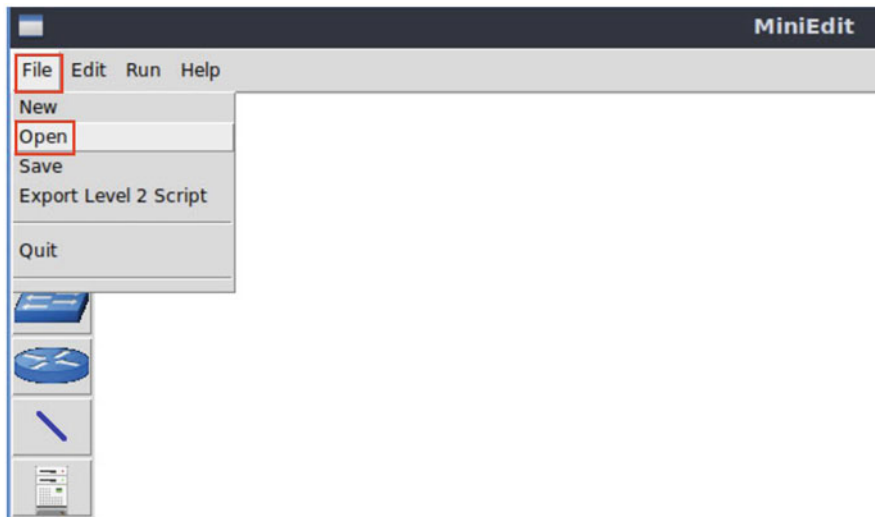 MiniEdit
File Edit Run Help
New
Open
Save
Export Level 2 Script
Quit